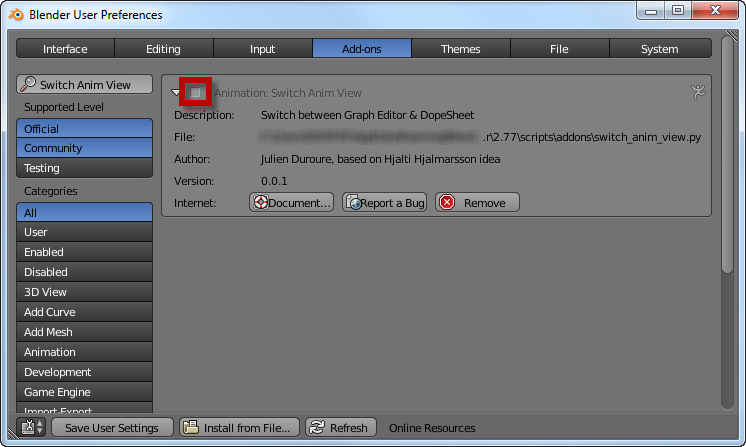 Blender User Preferences
Interface Editing Input Add-ons Themes File System
Switch Anim View
Supported Level
Official
Community
Testing
Categories
All
User
Enabled
Disabled
3D View
Add Curve
Add Mesh
Animation
Development
Game Engine
Import-Export
Animation: Switch Anim View
Description: Switch between Graph Editor & DopeSheet
File: .r\2.77\scripts\addons\switch_anim_view.py
Author: Julien Duroure, based on Hjalti Hjalmarsson idea
Version: 0.0.1
Internet: Document... Report a Bug Remove
Save User Settings Install from File... Refresh Online Resources